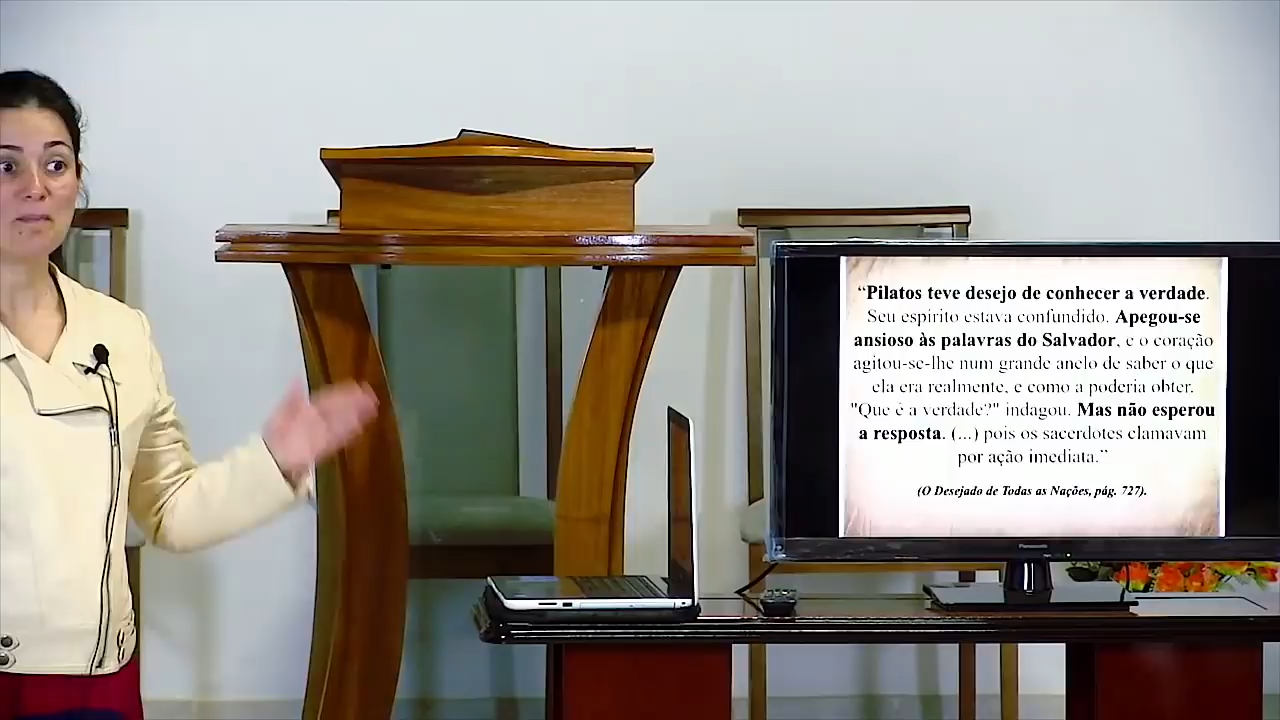 “Pilatos teve desejo de conhecer a verdade.
Seu espirito estava confundido. Apegou-se
ansioso às palavras do Salvador, e o coração
agitou-se-lhe num grande anelo de saber o que
ela era realmente, e como a poderia obter.
"Que é a verdade?" indagou. Mas não esperou
a resposta. (...) pois os sacerdotes clamavam
por ação imediata.”
(O Desejado de Todas as Nações, pág. 727).
Panasonic